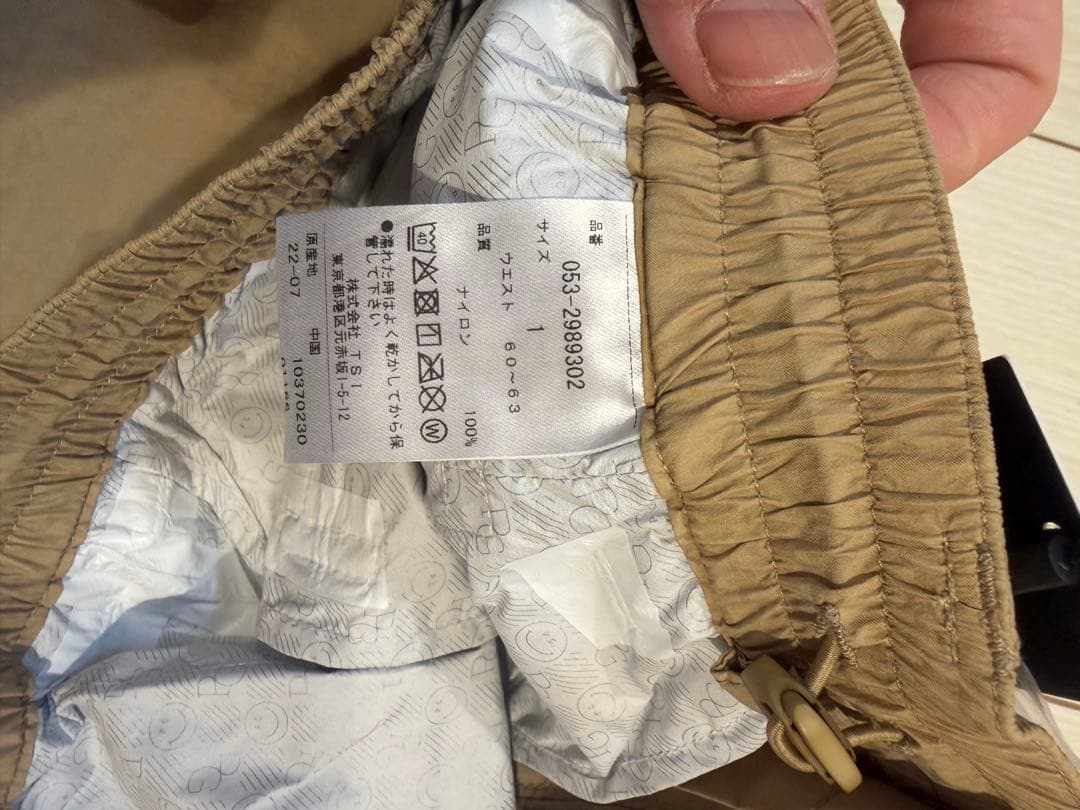 品番 053-2989302
サイズ 1
ウエスト 60~63
品質
ナイロン 100%
40
W
●濡れた時はよく乾かしてから保
管して下さい
株式会社 TSI
東京都港区元赤坂1-5-12
原産地 中国
22-07 10370230